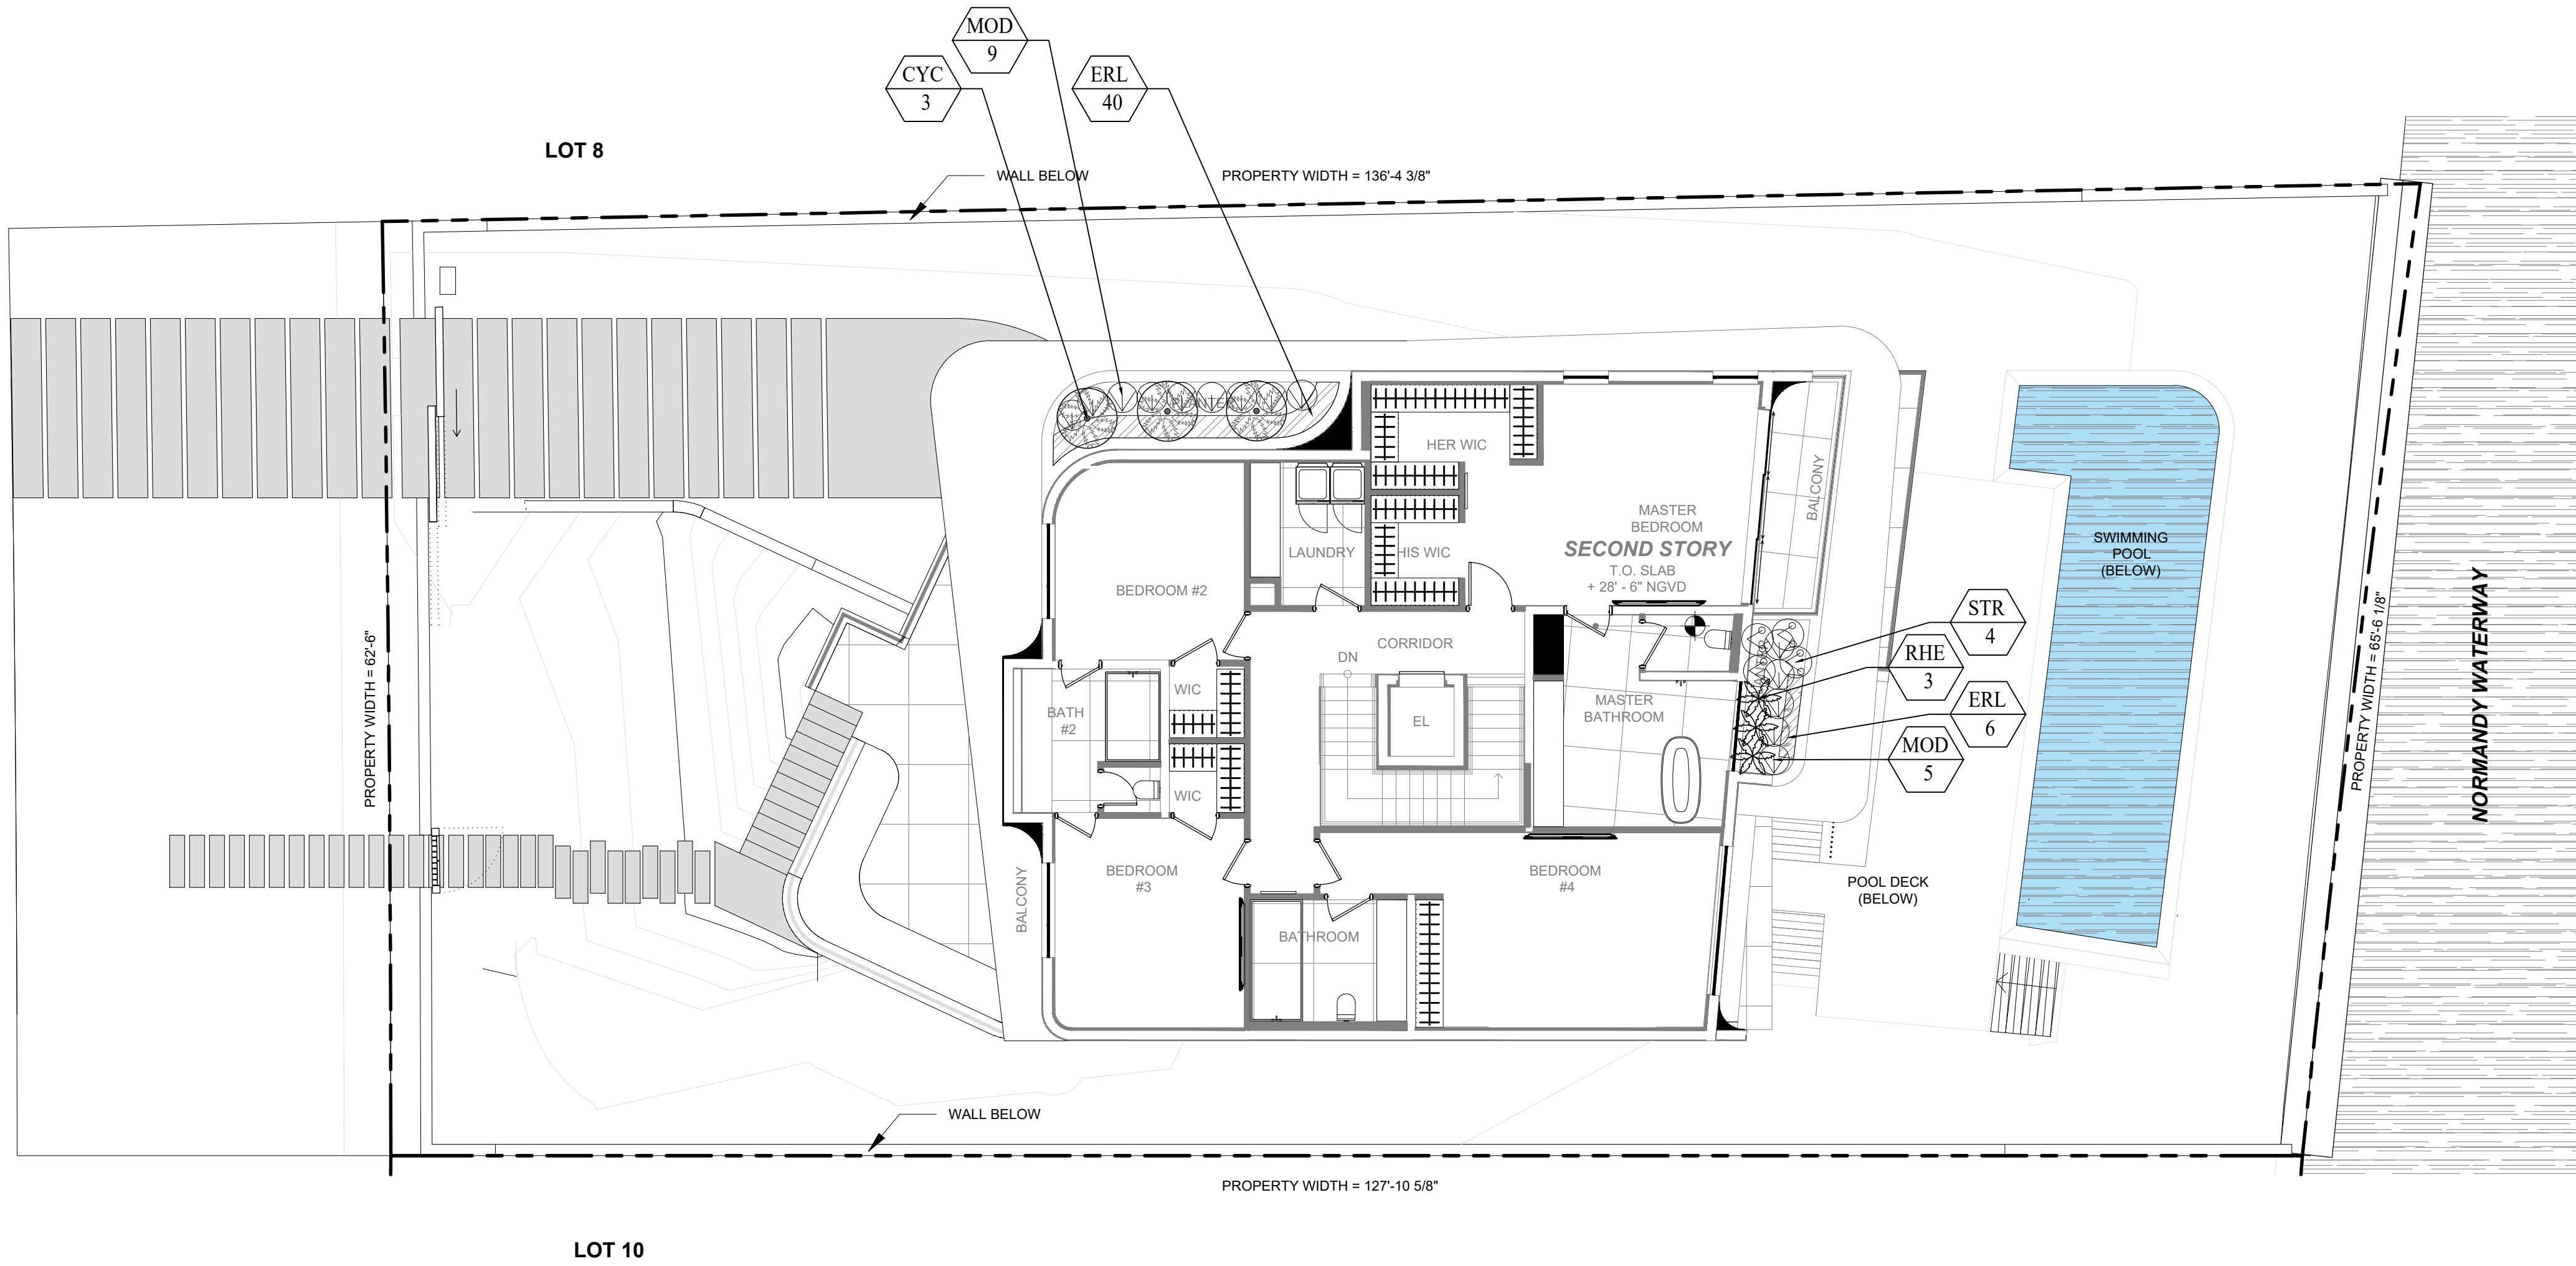 MOD
9
CYC
3
ERL
40
LOT 8
WALL BELOW
PROPERTY WIDTH = 136'-4 3/8"
PLANTER
HER WIC
BALCONY
MASTER
BEDROOM
SECOND STORY
T.O. SLAB
+ 28' - 6" NGVD
SWIMMING
POOL
(BELOW)
LAUNDRY
HIS WIC
BEDROOM #2
STR
4
CORRIDOR
DN
RHE
3
NORMANDY WATERWAY
PROPERTY WIDTH = 65'-6 1/8"
PROPERTY WIDTH = 62'-6"
WIC
BATH
#2
EL
MASTER
BATHROOM
ERL
6
MOD
5
WIC
BEDROOM
#3
BEDROOM
#4
BALCONY
POOL DECK
(BELOW)
BATHROOM
WALL BELOW
PROPERTY WIDTH = 127'-10 5/8"
LOT 10